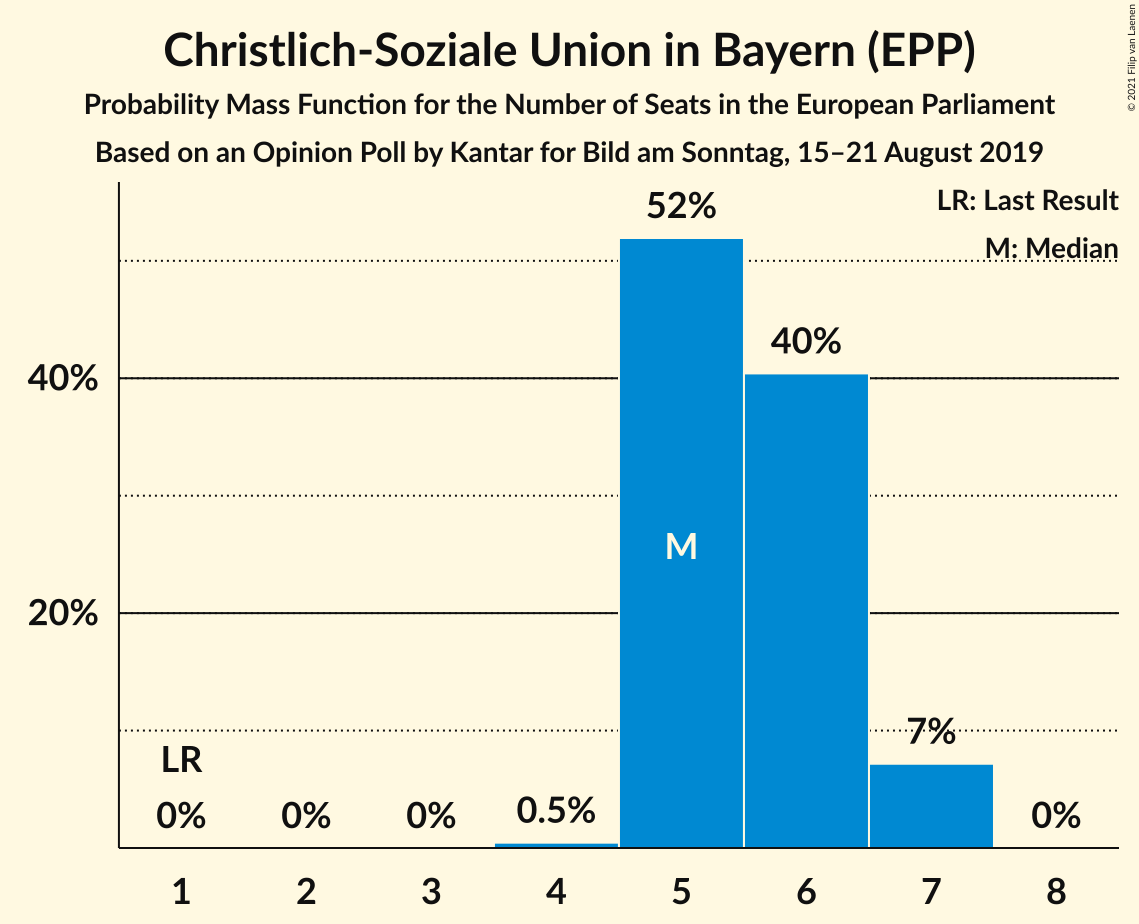 Christlich-Soziale Union in Bayern (EPP)
Probability Mass Function for the Number of Seats in the European Parliament
Based on an Opinion Poll by Kantar for Bild am Sonntag, 15–21 August 2019
© 2021 Filip van Laenen
LR: Last Result
M: Median
52%
40%
40%
M
20%
7%
LR
0% 0% 0% 0.5% 0%
1 2 3 4 5 6 7 8